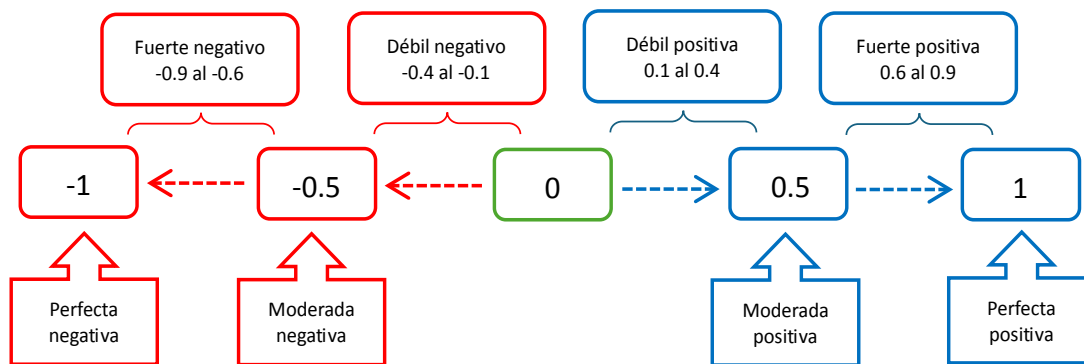 Fuerte negativo
-0.9 al -0.6
Débil negativo
-0.4 al -0.1
Débil positiva
0.1 al 0.4
Fuerte positiva
0.6 al 0.9
-1
-0.5
0
0.5
1
Perfecta
negativa
Moderada
negativa
Moderada
positiva
Perfecta
positiva